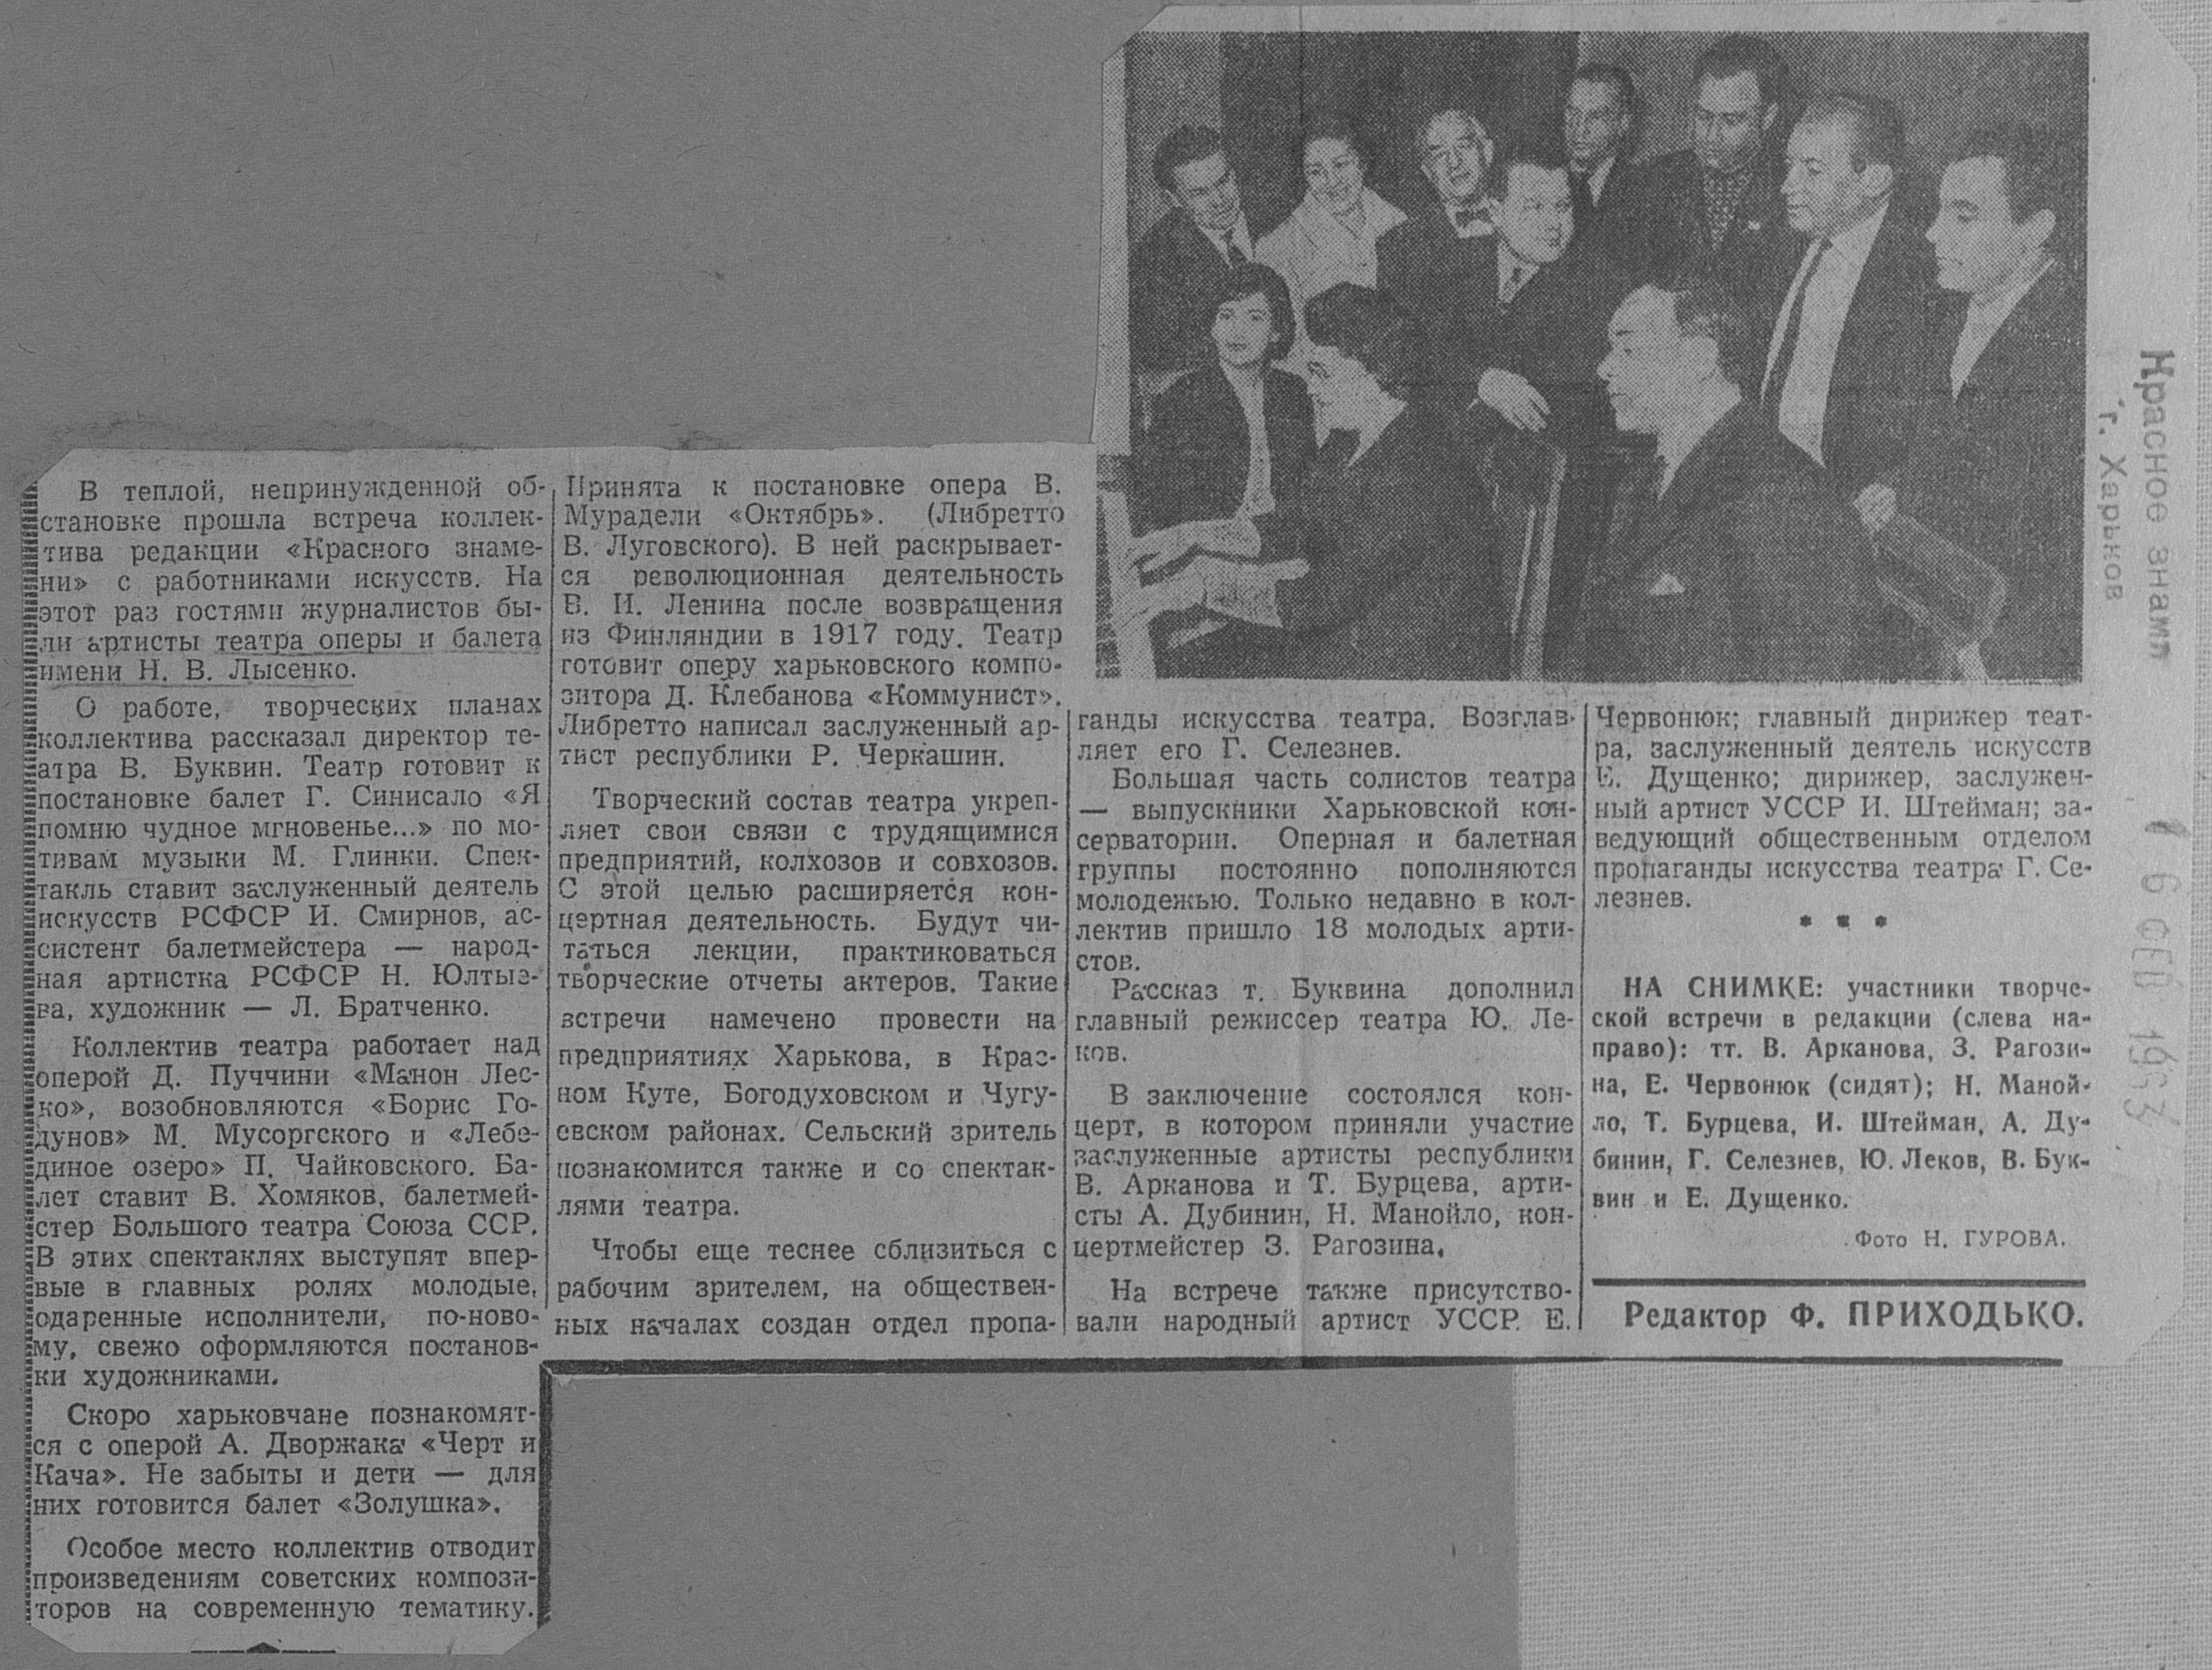 В теплой, непринужденной об-
становке прошла встреча коллек-
тива редакции «Красного знаме-
ни» с работниками искусств. На
этот раз гостями журналистов бы-
ли артисты театра оперы и балета
имени Н. В. Лысенко.
О работе, творческих планах
коллектива рассказал директор те-
атра В. Буквин. Театр готовит к
постановке балет Г. Синисало «Я
помню чудное мгновенье...» по мо-
тивам музыки М. Глинки. Спек-
такль ставит заслуженный деятель
искусств РСФСР И. Смирнов, ас-
систент балетмейстера — народ-
ная артистка РСФСР Н. Юлтые-
ва, художник — Л. Братченко.
Коллектив театра работает над
оперой Д. Пуччини «Манон Лес-
ко», возобновляются «Борис Го-
дунов» М. Мусоргского и «Лебе-
диное озеро» П. Чайковского. Ба-
лет ставит В. Хомяков, балетмей-
стер Большого театра Союза ССР.
В этих спектаклях выступят впер-
вые в главных ролях молодые,
одаренные исполнители, по-ново-
му, свежо оформляются постанов-
ки художниками.
Скоро харьковчане познакомят-
ся с оперой А. Дворжака «Черт и
Кача». Не забыты и дети — для
них готовится балет «Золушка».
Особое место коллектив отводит
произведениям советских компози-
торов на современную тематику.
Принята к постановке опера В.
Мурадели «Октябрь». (Либретто
В. Луговского). В ней раскрывает-
ся революционная деятельность
В. И. Ленина после возвращения
из Финляндии в 1917 году. Театр
готовит оперу харьковского компо-
зитора Д. Клебанова «Коммунист».
Либретто написал заслуженный ар-
тист республики Р. Черкашин.
Творческий состав театра укреп-
ляет свои связи с трудящимися
предприятий, колхозов и совхозов.
С этой целью расширяется кон-
цертная деятельность. Будут чи-
таться лекции, практиковаться
творческие отчеты актеров. Такие
встречи намечено провести на
предприятиях Харькова, в Крас-
ном Куте, Богодуховском и Чугу-
евском районах. Сельский зритель
познакомится также и со спектак-
лями театра.
Чтобы еще теснее сблизиться с
рабочим зрителем, на обществен-
ных началах создан отдел пропа-
ганды искусства театра. Возглав-
ляет его Г. Селезнев.
Большая часть солистов театра
— выпускники Харьковской кон-
серватории. Оперная и балетная
группы постоянно пополняются
молодежью. Только недавно в кол-
лектив пришло 18 молодых арти-
стов.
Рассказ т. Буквина дополнил
главный режиссер театра Ю. Ле-
ков.
В заключение состоялся кон-
церт, в котором приняли участие
заслуженные артисты республики
В. Арканова и Т. Бурцева, арти-
сты А. Дубинин, Н. Манойло, кон-
цертмейстер З. Рагозина.
На встрече также присутство-
вали народный артист УССР Е.
Червонюк; главный дирижер теат-
ра, заслуженный деятель искусств
Е. Дущенко; дирижер, заслужен-
ный артист УССР И. Штейман; за-
ведующий общественным отделом
пропаганды искусства театра Г. Се-
лезнев.
* * *
НА СНИМКЕ: участники творче-
ской встречи в редакции (слева на-
право): тт. В. Арканова, З. Рагози-
на, Е. Червонюк (сидят); Н. Маной-
ло, Т. Бурцева, И. Штейман, А. Ду-
бинин, Г. Селезнев, Ю. Леков, В. Бук-
вин и Е. Дущенко.
Фото Н. ГУРОВА.
Редактор Ф. ПРИХОДЬКО.
Красное знамя
г. Харьков